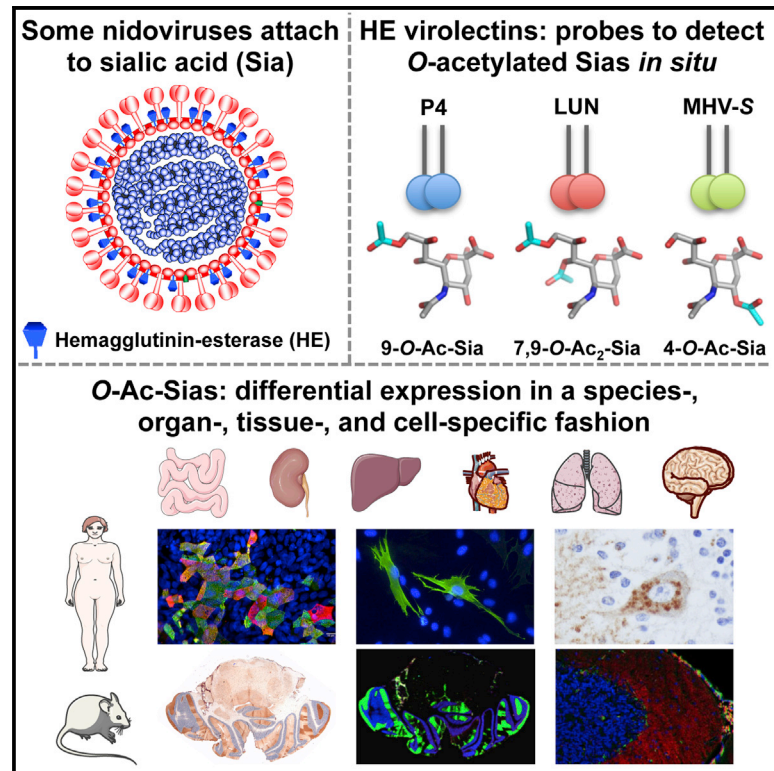 Some nidoviruses attach
to sialic acid (Sia)
Hemagglutinin-esterase (HE)
HE virolectins: probes to detect
O-acetylated Sias in situ
P4
LUN
MHV-S
9-O-Ac-Sia
7,9-O-Ac₂-Sia
4-O-Ac-Sia
O-Ac-Sias: differential expression in a species-,
organ-, tissue-, and cell-specific fashion